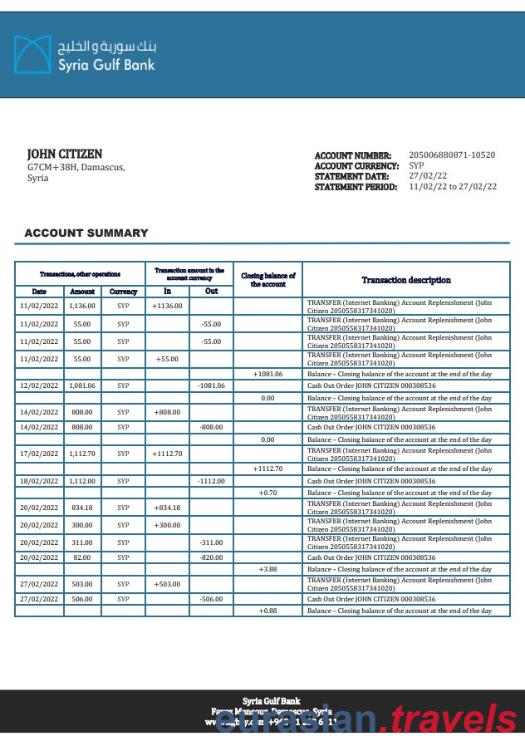 بنك سورية والخليج
Syria Gulf Bank
JOHN CITIZEN
G7CM+38H, Damascus,
Syria
ACCOUNT NUMBER: 205006880871-10520
ACCOUNT CURRENCY: SYP
STATEMENT DATE: 27/02/22
STATEMENT PERIOD: 11/02/22 to 27/02/22
ACCOUNT SUMMARY
Transactions, other operations
Transaction amount in the
account currency
Closing balance of
the account
Transaction description
Date Amount Currency In Out
11/02/2022 1,136.00 SYP +1136.00 TRANSFER (Internet Banking) Account Replenishment (John
Citizen 2050558317341020)
11/02/2022 55.00 SYP -55.00 TRANSFER (Internet Banking) Account Replenishment (John
Citizen 2050558317341020)
11/02/2022 55.00 SYP -55.00 TRANSFER (Internet Banking) Account Replenishment (John
Citizen 2050558317341020)
11/02/2022 55.00 SYP +55.00 TRANSFER (Internet Banking) Account Replenishment (John
Citizen 2050558317341020)
+1081.06 Balance – Closing balance of the account at the end of the day
12/02/2022 1,081.06 SYP -1081.06 Cash Out Order JOHN CITIZEN 000308536
0.00 Balance – Closing balance of the account at the end of the day
14/02/2022 808.00 SYP +808.00 TRANSFER (Internet Banking) Account Replenishment (John
Citizen 2050558317341020)
14/02/2022 808.00 SYP -808.00 Cash Out Order JOHN CITIZEN 000308536
0.00 Balance – Closing balance of the account at the end of the day
17/02/2022 1,112.70 SYP +1112.70 TRANSFER (Internet Banking) Account Replenishment (John
Citizen 2050558317341020)
+1112.70 Balance – Closing balance of the account at the end of the day
18/02/2022 1,112.00 SYP -1112.00 Cash Out Order JOHN CITIZEN 000308536
+0.70 Balance – Closing balance of the account at the end of the day
20/02/2022 834.18 SYP +834.18 TRANSFER (Internet Banking) Account Replenishment (John
Citizen 2050558317341020)
20/02/2022 300.00 SYP +300.00 TRANSFER (Internet Banking) Account Replenishment (John
Citizen 2050558317341020)
20/02/2022 311.00 SYP -311.00 TRANSFER (Internet Banking) Account Replenishment (John
Citizen 2050558317341020)
20/02/2022 82.00 SYP -820.00 Cash Out Order JOHN CITIZEN 000308536
+3.88 Balance – Closing balance of the account at the end of the day
27/02/2022 503.00 SYP +503.00 TRANSFER (Internet Banking) Account Replenishment (John
Citizen 2050558317341020)
27/02/2022 506.00 SYP -506.00 Cash Out Order JOHN CITIZEN 000308536
+0.88 Balance – Closing balance of the account at the end of the day
Syria Gulf Bank
Damascus, Syria
eurasian.travels